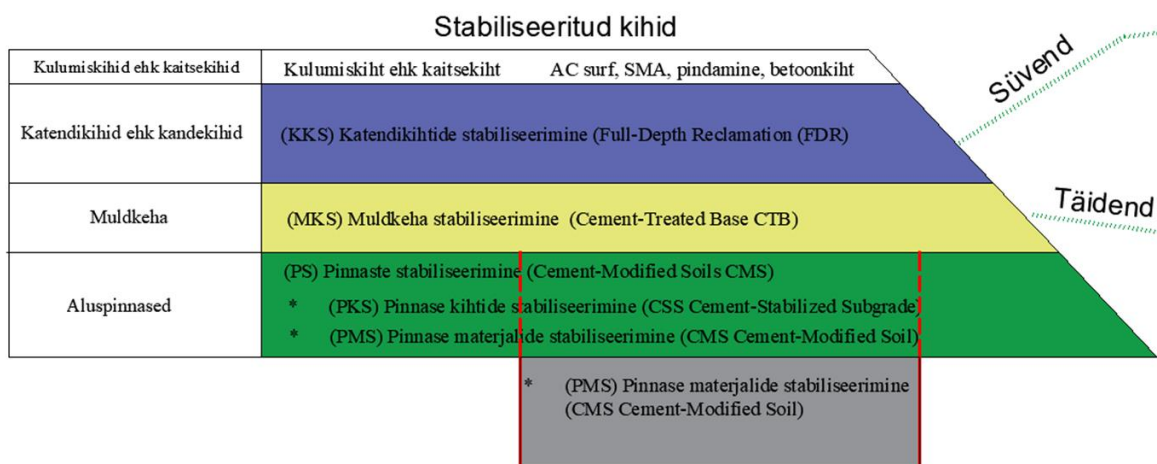 Stabiliseeritud kihid
Kulumiskihid ehk kaitsekihid
Kulumiskiht ehk kaitsekiht AC surf, SMA, pindamine, betoonkiht
Süvend
Katendikihid ehk kandekihid
(KKS) Katendikihtide stabiliseerimine (Full-Depth Reclamation (FDR)
Muldkeha
(MKS) Muldkeha stabiliseerimine (Cement-Treated Base CTB)
Täidend
Aluspinnased
(PS) Pinnaste stabiliseerimine (Cement-Modified Soils CMS)
* (PKS) Pinnase kihtide stabiliseerimine (CSS Cement-Stabilized Subgrade)
* (PMS) Pinnase materjalide stabiliseerimine (CMS Cement-Modified Soil)
* (PMS) Pinnase materjalide stabiliseerimine
(CMS Cement-Modified Soil)